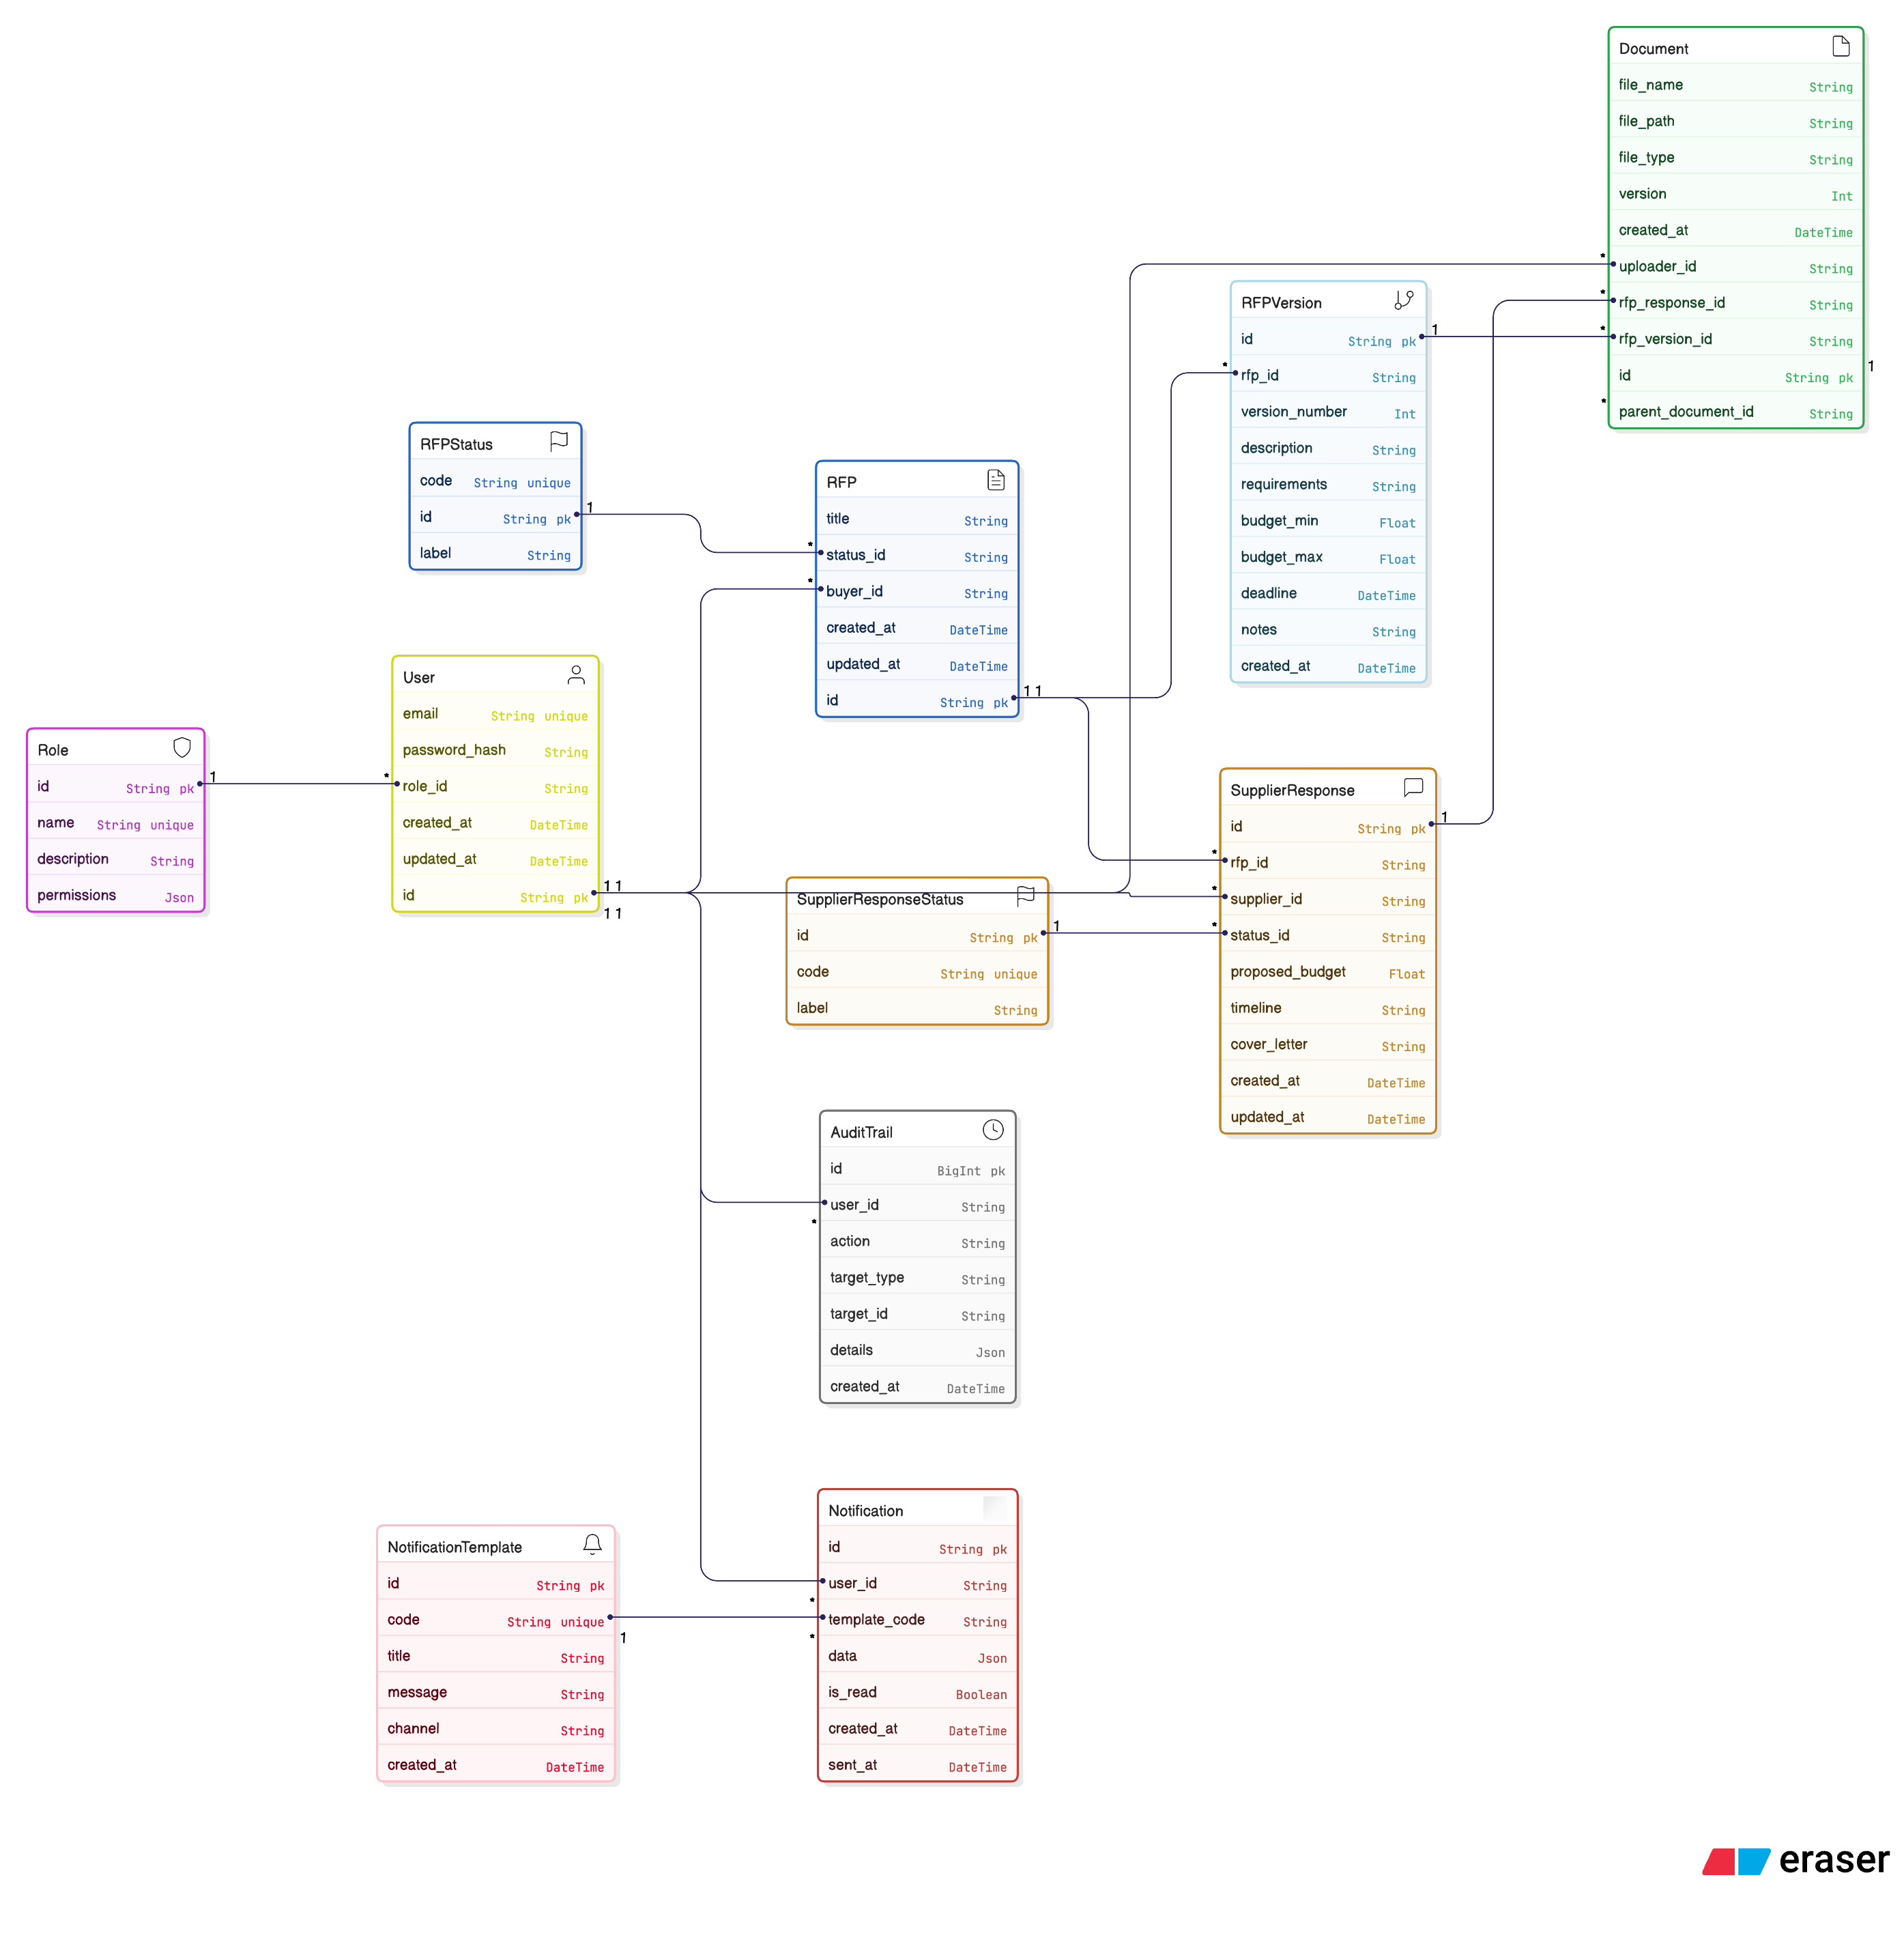 Document
file_name String
file_path String
file_type String
version Int
created_at DateTime
* uploader_id String
* rfp_response_id String
* rfp_version_id String
id String pk 1
* parent_document_id String
RFPVersion
id String pk 1
* rfp_id String
version_number Int
description String
requirements String
budget_min Float
budget_max Float
deadline DateTime
notes String
created_at DateTime
RFPStatus
code String unique
id String pk 1
label String
RFP
title String
* status_id String
* buyer_id String
created_at DateTime
updated_at DateTime
id String pk 1 1
User
email String unique
password_hash String
* role_id String
created_at DateTime
updated_at DateTime
id String pk 1 1
1 1
Role
id String pk 1
name String unique
description String
permissions Json
SupplierResponse
id String pk 1
* rfp_id String
* supplier_id String
* status_id String
proposed_budget Float
timeline String
cover_letter String
created_at DateTime
updated_at DateTime
SupplierResponseStatus
id String pk 1
code String unique
label String
AuditTrail
id BigInt pk
user_id String
*
action String
target_type String
target_id String
details Json
created_at DateTime
Notification
id String pk
user_id String
*
template_code String
*
data Json
is_read Boolean
created_at DateTime
sent_at DateTime
NotificationTemplate
id String pk
code String unique
1
title String
message String
channel String
created_at DateTime
eraser